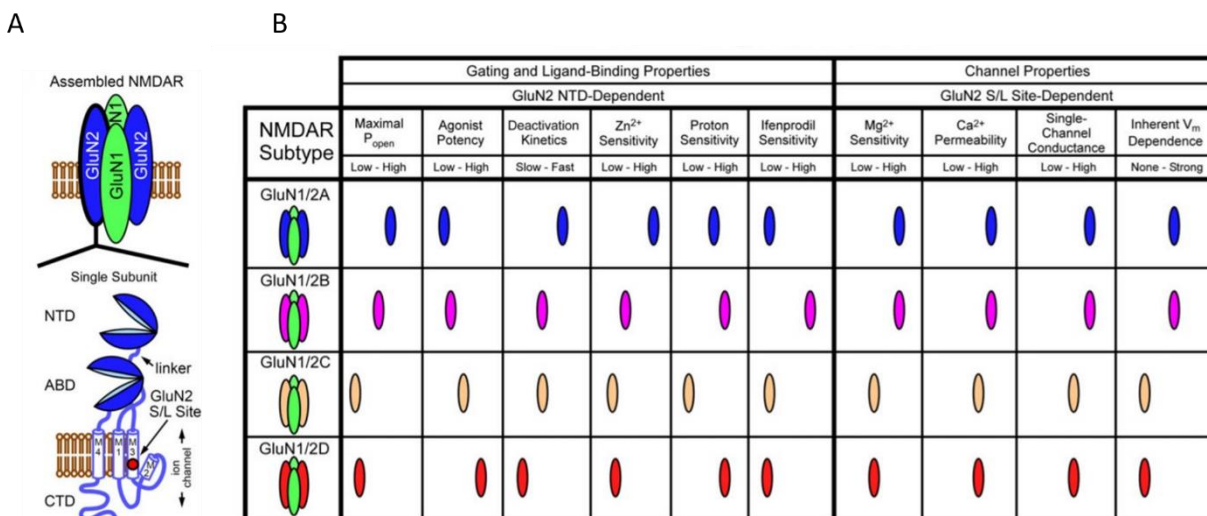 A
B
Assembled NMDAR
GluN2
GluN1
GluN2
Single Subunit
NTD
linker
ABD
GluN2
S/L Site
M
4
M
1
M
3
ion
channel
CTD
Gating and Ligand-Binding Properties
Channel Properties
GluN2 NTD-Dependent
GluN2 S/L Site-Dependent
NMDAR
Subtype
Maximal
Popen
Agonist
Potency
Deactivation
Kinetics
Zn2+
Sensitivity
Proton
Sensitivity
Ifenprodil
Sensitivity
Mg2+
Sensitivity
Ca2+
Permeability
Single-
Channel
Conductance
Inherent Vm
Dependence
Low - High
Low - High
Slow - Fast
Low - High
Low - High
Low - High
Low - High
Low - High
Low - High
None - Strong
GluN1/2A
GluN1/2B
GluN1/2C
GluN1/2D